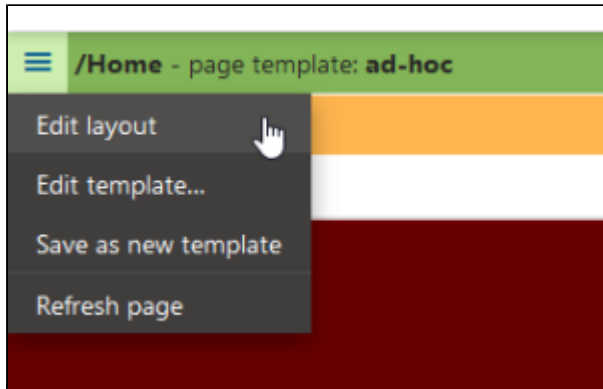 /Home - page template: ad-hoc
Edit layout
Edit template...
Save as new template
Refresh page